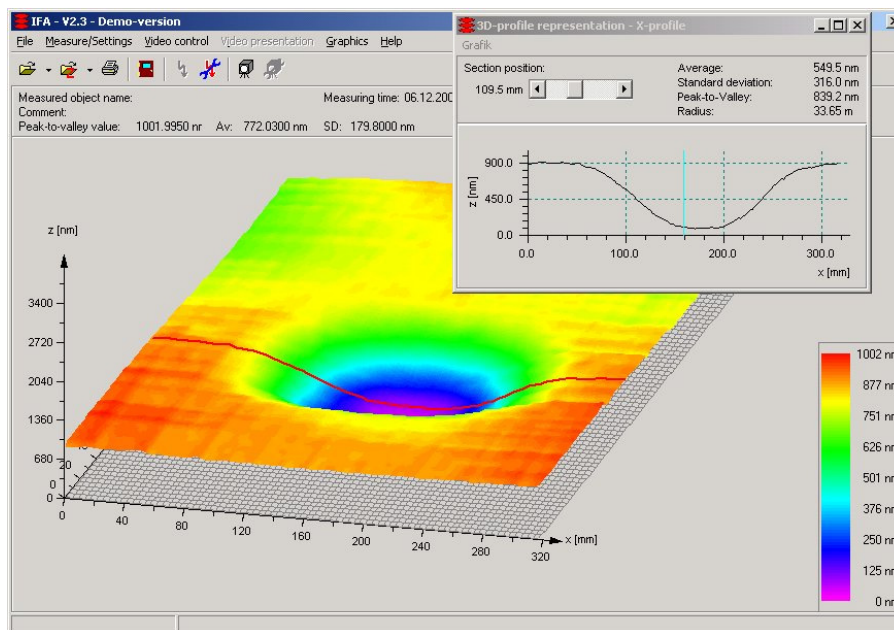 IFA - V2.3 - Demo-version
File Measure/Settings Video control Video presentation Graphics Help
Measured object name: Measuring time: 06.12.200
Comment:
Peak-to-valley value: 1001.9950 nr Av: 772.0300 nm SD: 179.8000 nm
3D-profile representation - X-profile
Grafik
Section position:
109.5 mm
Average: 549.5 nm
Standard deviation: 316.0 nm
Peak-to-Valley: 839.2 nm
Radius: 33.65 m
z [nm]
900.0
450.0
0.0
0.0 100.0 200.0 300.0
x [mm]
z [nm]
3400
2720
2040
1360
680
0
20
0
0 40 80 120 160 200 240 280 320
x [mm]
1002 nm
877 nm
751 nm
626 nm
501 nm
376 nm
250 nm
125 nm
0 nm